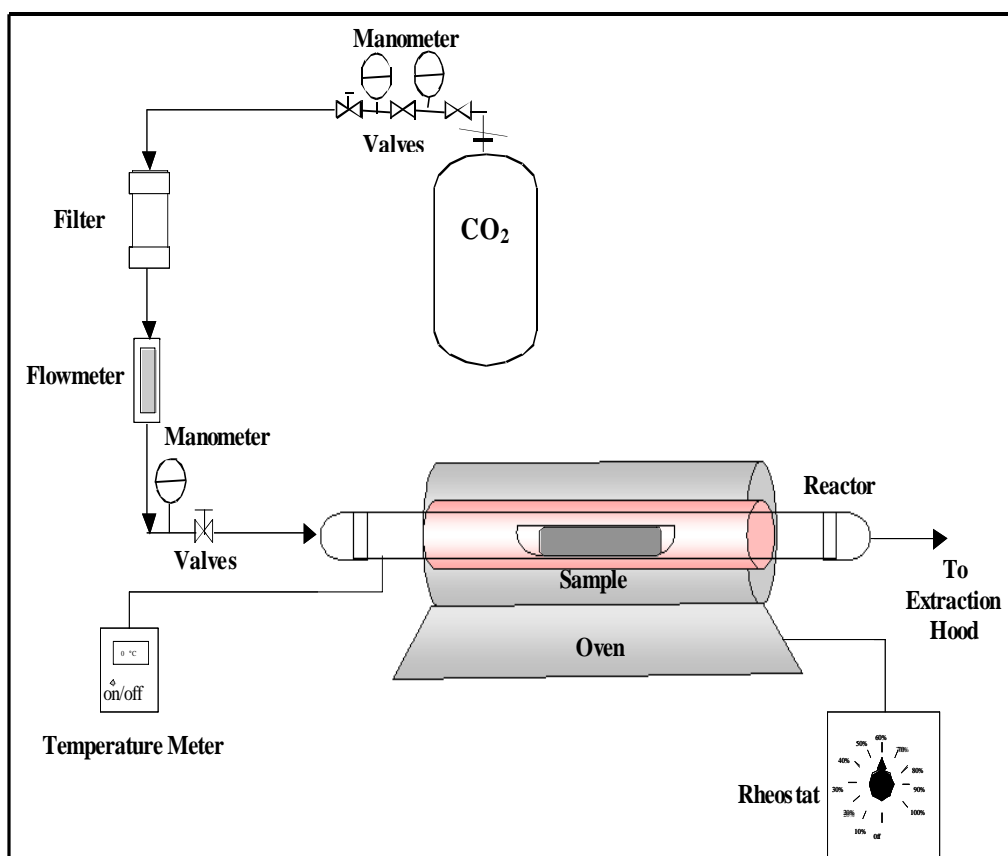 Manometer
Valves
CO₂
Filter
Flowmeter
Manometer
Valves
Reactor
Sample
To
Extraction
Hood
Oven
0 °C
on/off
Temperature Meter
Rheostat
60%
50%
70%
40%
80%
30%
90%
20%
100%
10%
off